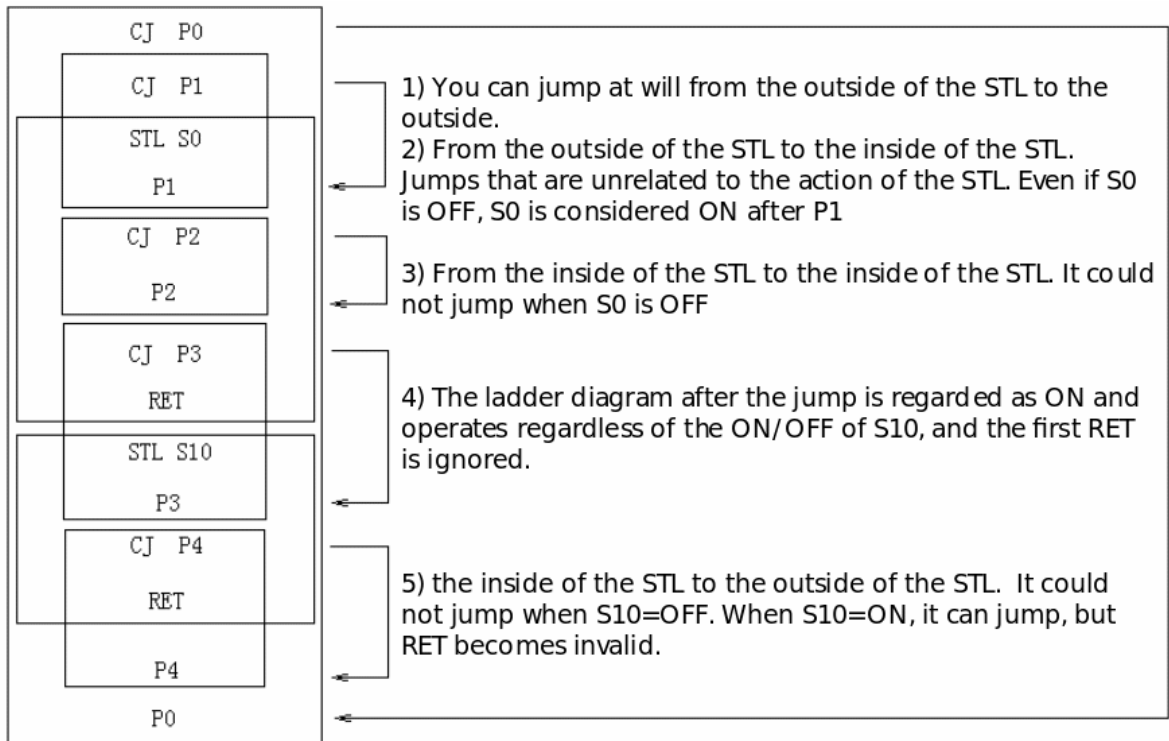 CJ P0
CJ P1
STL S0
P1
CJ P2
P2
CJ P3
RET
STL S10
P3
CJ P4
RET
P4
P0
1) You can jump at will from the outside of the STL to the
outside.
2) From the outside of the STL to the inside of the STL.
Jumps that are unrelated to the action of the STL. Even if S0
is OFF, S0 is considered ON after P1
3) From the inside of the STL to the inside of the STL. It could
not jump when S0 is OFF
4) The ladder diagram after the jump is regarded as ON and
operates regardless of the ON/OFF of S10, and the first RET
is ignored.
5) the inside of the STL to the outside of the STL. It could
not jump when S10=OFF. When S10=ON, it can jump, but
RET becomes invalid.